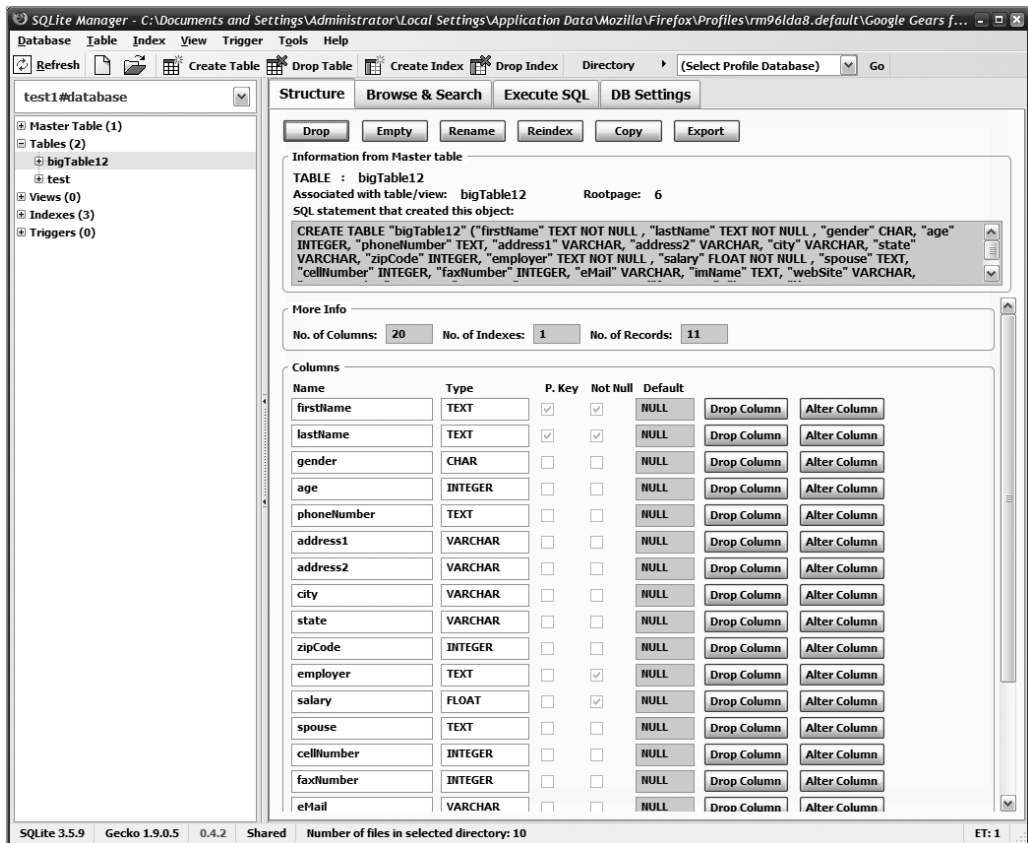 SQLite Manager - C:\Documents and Settings\Administrator\Local Settings\Application Data\Mozilla\Firefox\Profiles\rm96lda8.default\Google Gears f...
Database Table Index View Trigger Tools Help
Refresh Create Table Drop Table Create Index Drop Index Directory (Select Profile Database) Go
test1#database
Master Table (1)
Tables (2)
bigTable12
test
Views (0)
Indexes (3)
Triggers (0)
Structure Browse & Search Execute SQL DB Settings
Drop Empty Rename Reindex Copy Export
Information from Master table
TABLE : bigTable12
Associated with table/view: bigTable12 Rootpage: 6
SQL statement that created this object:
CREATE TABLE "bigTable12" ("firstName" TEXT NOT NULL , "lastName" TEXT NOT NULL , "gender" CHAR, "age"
INTEGER, "phoneNumber" TEXT, "address1" VARCHAR, "address2" VARCHAR, "city" VARCHAR, "state"
VARCHAR, "zipCode" INTEGER, "employer" TEXT NOT NULL , "salary" FLOAT NOT NULL , "spouse" TEXT,
"cellNumber" INTEGER, "faxNumber" INTEGER, "eMail" VARCHAR, "imName" TEXT, "webSite" VARCHAR,
More Info
No. of Columns: 20 No. of Indexes: 1 No. of Records: 11
Columns
Name Type P. Key Not Null Default
firstName TEXT NULL Drop Column Alter Column
lastName TEXT NULL Drop Column Alter Column
gender CHAR NULL Drop Column Alter Column
age INTEGER NULL Drop Column Alter Column
phoneNumber TEXT NULL Drop Column Alter Column
address1 VARCHAR NULL Drop Column Alter Column
address2 VARCHAR NULL Drop Column Alter Column
city VARCHAR NULL Drop Column Alter Column
state VARCHAR NULL Drop Column Alter Column
zipCode INTEGER NULL Drop Column Alter Column
employer TEXT NULL Drop Column Alter Column
salary FLOAT NULL Drop Column Alter Column
spouse TEXT NULL Drop Column Alter Column
cellNumber INTEGER NULL Drop Column Alter Column
faxNumber INTEGER NULL Drop Column Alter Column
eMail VARCHAR NULL Drop Column Alter Column
SQLite 3.5.9 Gecko 1.9.0.5 0.4.2 Shared Number of files in selected directory: 10 ET: 1